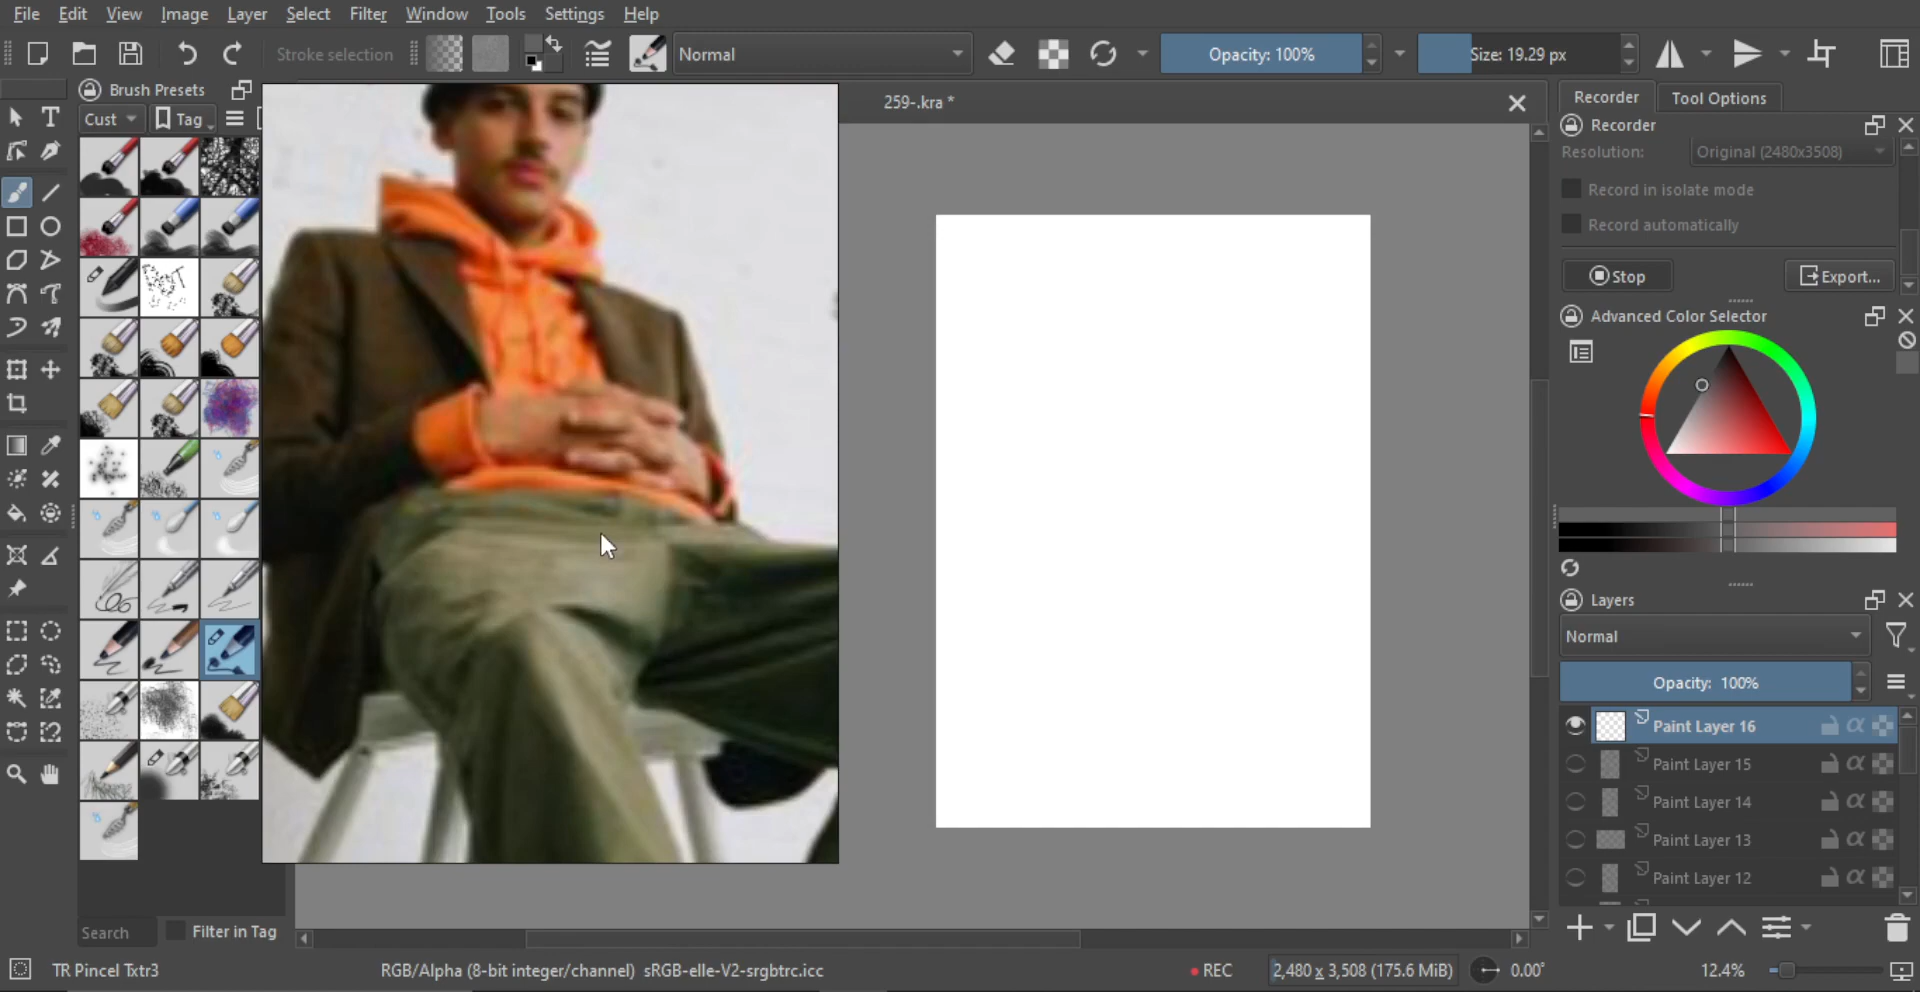 File Edit View Image Layer Select Filter Window Tools Settings Help
Stroke selection Normal Opacity: 100% Size: 19.29 px
Brush Presets
Cust Tag
259-.kra *
Recorder Tool Options
Recorder
Resolution: Original (2480x3508)
Record in isolate mode
Record automatically
Stop Export...
Advanced Color Selector
Layers
Normal
Opacity: 100%
Paint Layer 16
Paint Layer 15
Paint Layer 14
Paint Layer 13
Paint Layer 12
Search Filter in Tag
TR Pincel Txtr3 RGB/Alpha (8-bit integer/channel) sRGB-elle-V2-srgbtrc.icc REC 2,480 x 3,508 (175.6 MiB) 0.00° 12.4%